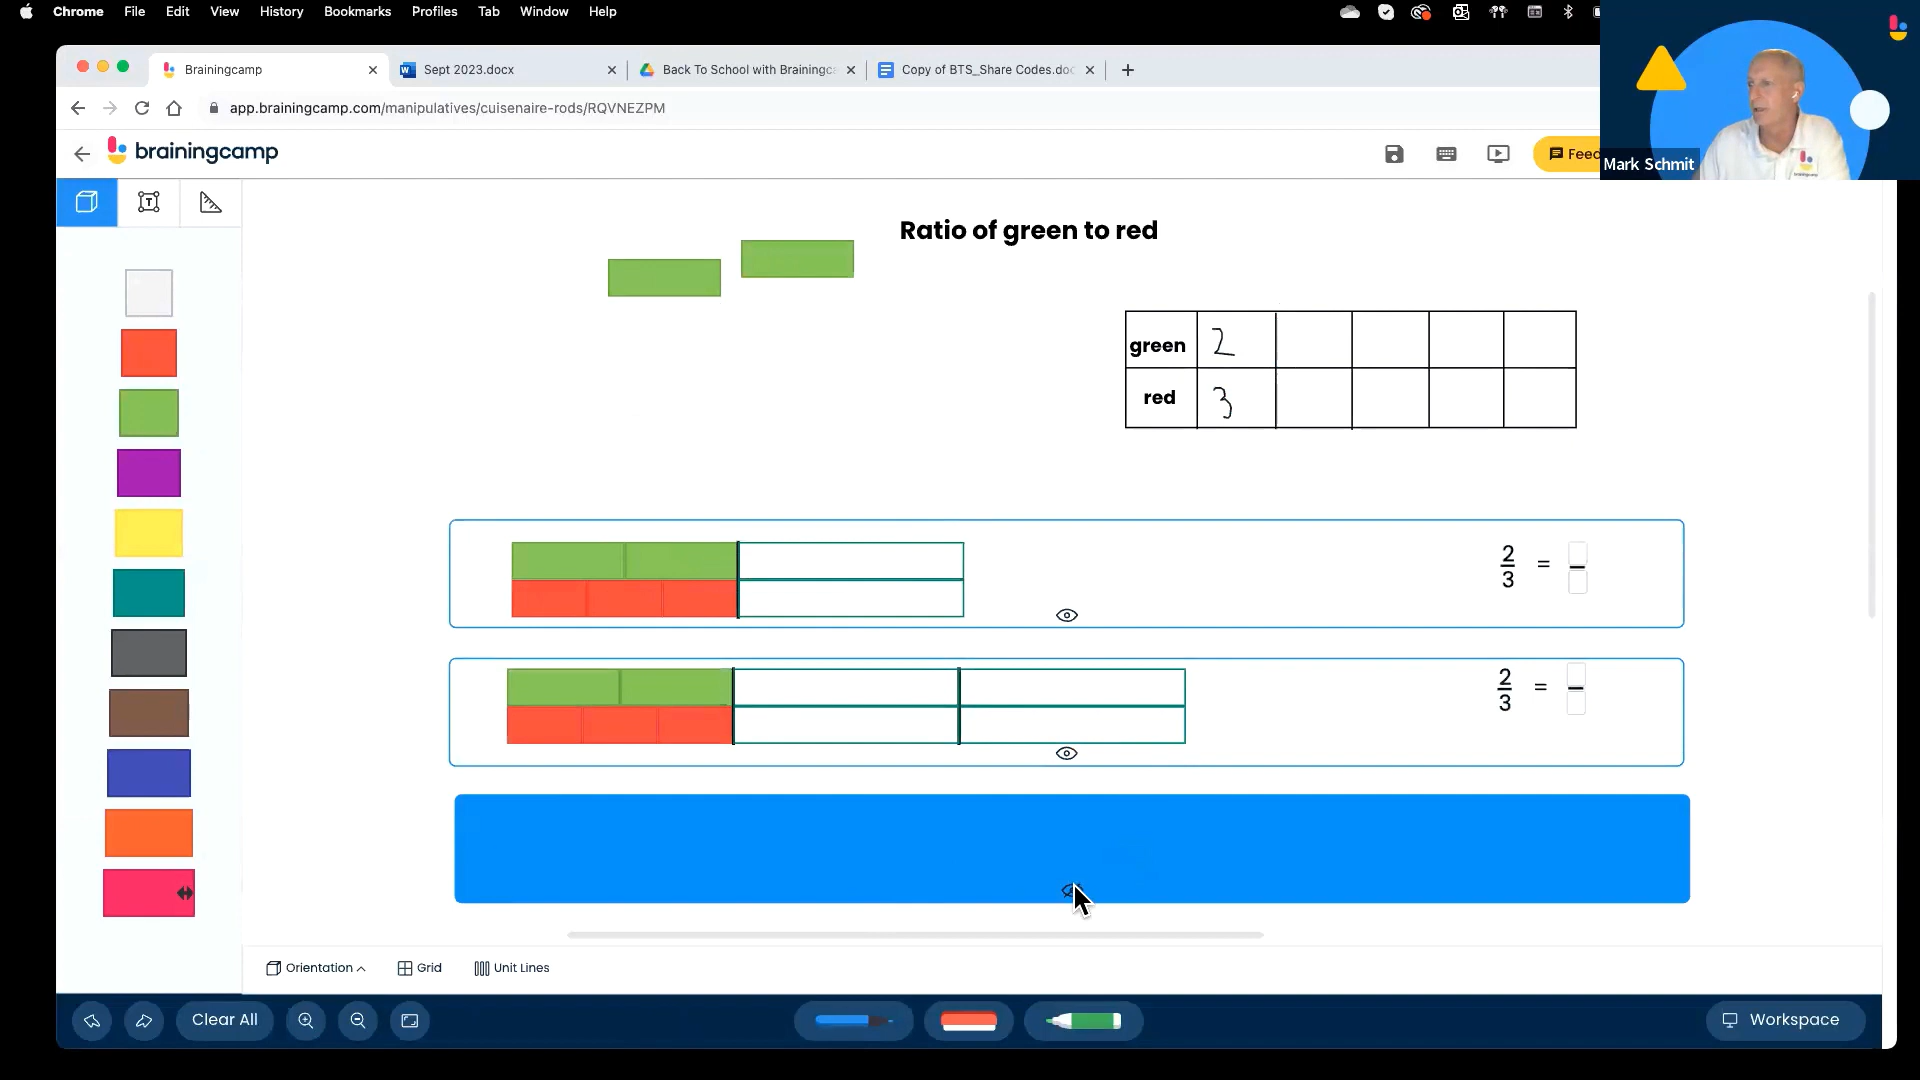 Chrome File Edit View History Bookmarks Profiles Tab Window Help
Brainingcamp
Sept 2023.docx
Back To School with Brainingca
Copy of BTS_Share Codes.doc
app.brainingcamp.com/manipulatives/cuisenaire-rods/RQVNEZPM
brainingcamp
Feed
Mark Schmit
Ratio of green to red
green 2
red 3
2
3
=
2
3
=
Orientation
Grid
Unit Lines
Clear All
Workspace